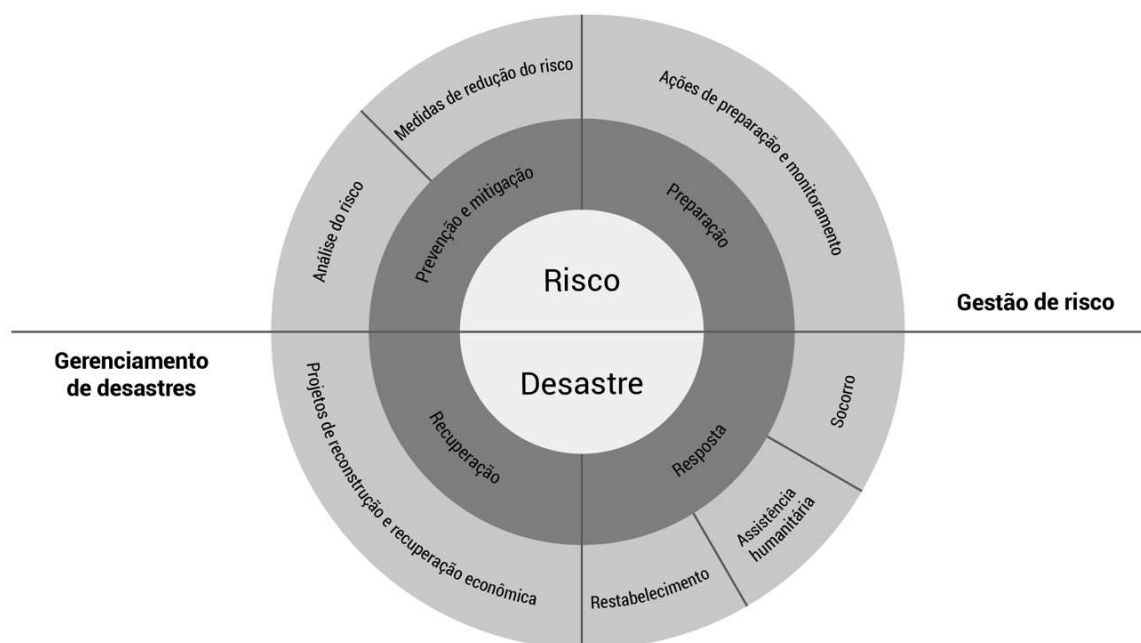 Medidas de redução do risco
Ações de preparação e monitoramento
Análise do risco
Prevenção e mitigação
Preparação
Risco
Gestão de risco
Gerenciamento
de desastres
Desastre
Projetos de reconstrução e recuperação econômica
Recuperação
Resposta
Socorro
Assistência
humanitária
Restabelecimento